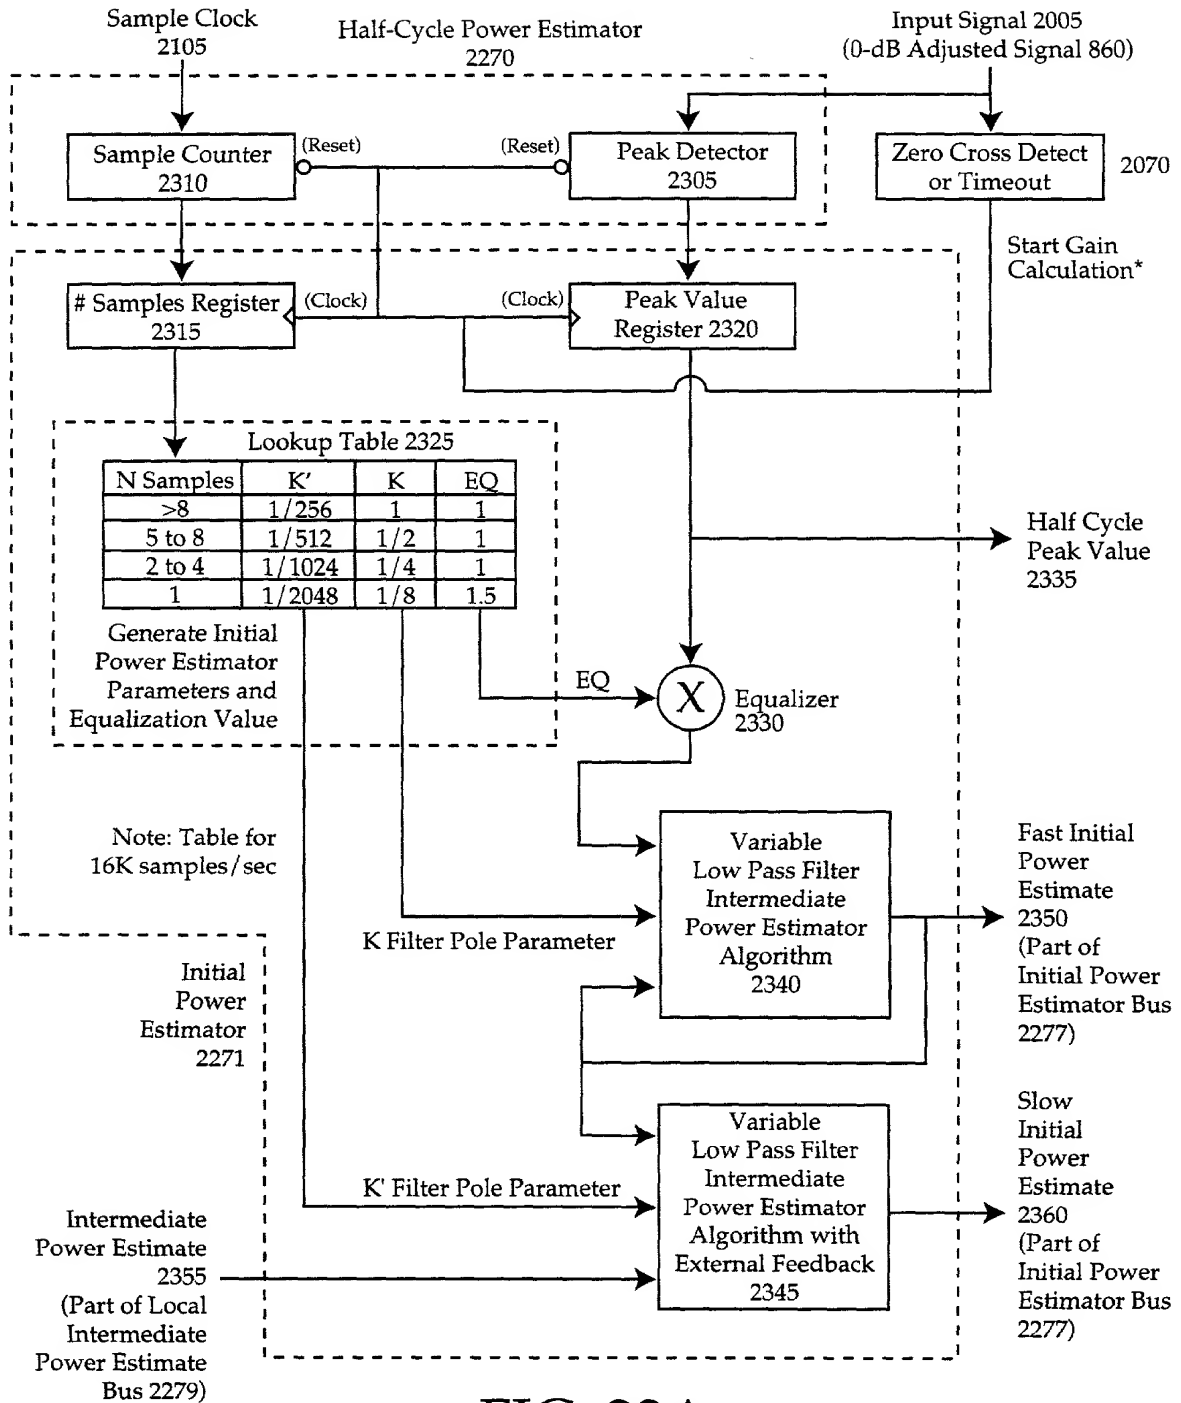 Sample Clock
2105
Half-Cycle Power Estimator
2270
Input Signal 2005
(0-dB Adjusted Signal 860)
Sample Counter
2310
(Reset)
(Reset)
Peak Detector
2305
Zero Cross Detect
or Timeout
2070
Start Gain
Calculation*
# Samples Register
2315
(Clock)
(Clock)
Peak Value
Register 2320
Lookup Table 2325
N Samples K' K EQ
>8 1/256 1 1
5 to 8 1/512 1/2 1
2 to 4 1/1024 1/4 1
1 1/2048 1/8 1.5
Half Cycle
Peak Value
2335
Generate Initial
Power Estimator
Parameters and
Equalization Value
EQ
X
Equalizer
2330
Note: Table for
16K samples/sec
Variable
Low Pass Filter
Intermediate
Power Estimator
Algorithm
2340
Fast Initial
Power
Estimate
2350
(Part of
Initial Power
Estimator Bus
2277)
K Filter Pole Parameter
Initial
Power
Estimator
2271
Variable
Low Pass Filter
Intermediate
Power Estimator
Algorithm with
External Feedback
2345
Slow
Initial
Power
Estimate
2360
(Part of
Initial Power
Estimator Bus
2277)
K' Filter Pole Parameter
Intermediate
Power Estimate
2355
(Part of Local
Intermediate
Power Estimate
Bus 2279)